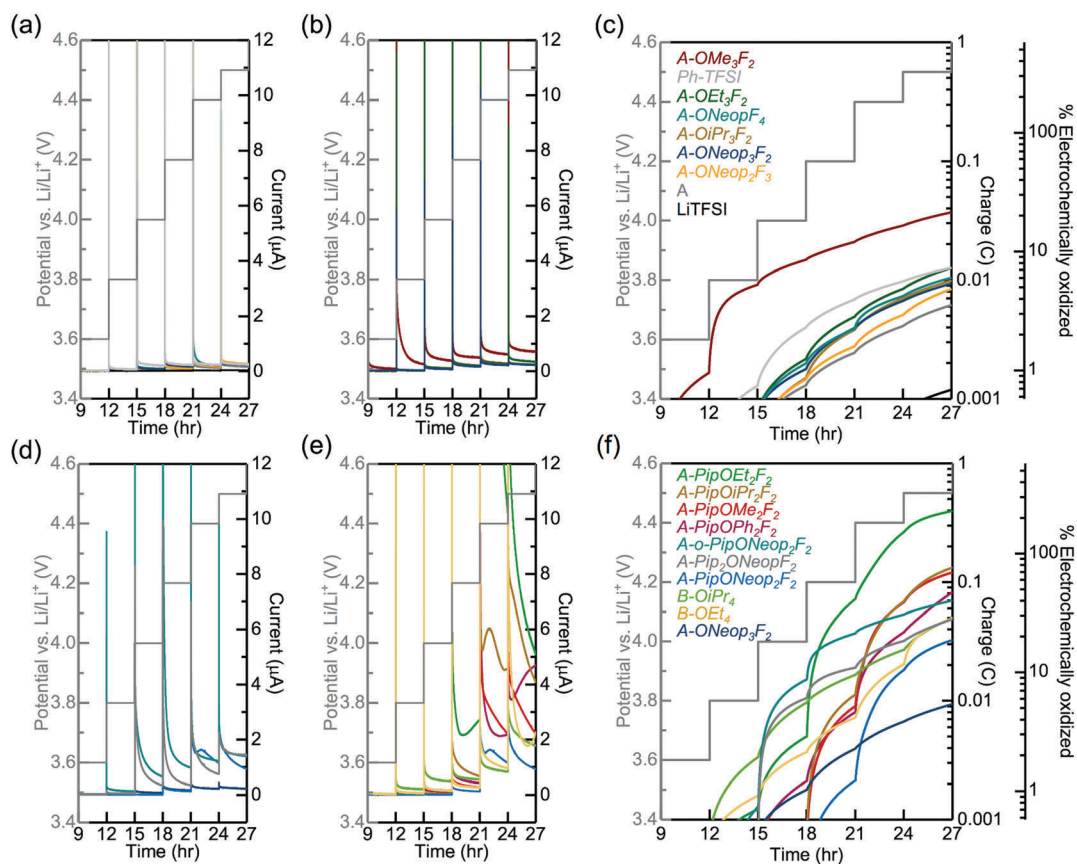 (a)
4.6
4.4
4.2
4.0
3.8
3.6
3.4
Potential vs. Li/Li⁺ (V)
12
10
8
6
4
2
0
Current (μA)
9 12 15 18 21 24 27
Time (hr)
(b)
4.6
4.4
4.2
4.0
3.8
3.6
3.4
Potential vs. Li/Li⁺ (V)
12
10
8
6
4
2
0
Current (μA)
9 12 15 18 21 24 27
Time (hr)
(c)
4.6
4.4
4.2
4.0
3.8
3.6
3.4
Potential vs. Li/Li⁺ (V)
A-OMe₃F₂
Ph-TFSI
A-OEt₃F₂
A-ONeopF₄
A-OiPr₃F₂
A-ONeop₃F₂
A-ONeop₂F₃
A
LiTFSI
1
0.1
0.01
0.001
Charge (C)
100
10
1
% Electrochemically oxidized
9 12 15 18 21 24 27
Time (hr)
(d)
4.6
4.4
4.2
4.0
3.8
3.6
3.4
Potential vs. Li/Li⁺ (V)
12
10
8
6
4
2
0
Current (μA)
9 12 15 18 21 24 27
Time (hr)
(e)
4.6
4.4
4.2
4.0
3.8
3.6
3.4
Potential vs. Li/Li⁺ (V)
12
10
8
6
4
2
0
Current (μA)
9 12 15 18 21 24 27
Time (hr)
(f)
4.6
4.4
4.2
4.0
3.8
3.6
3.4
Potential vs. Li/Li⁺ (V)
A-PipOEt₂F₂
A-PipOiPr₂F₂
A-PipOMe₂F₂
A-PipOPh₂F₂
A-o-PipONeop₂F₂
A-Pip₂ONeopF₂
A-PipONeop₂F₂
B-OiPr₄
B-OEt₄
A-ONeop₃F₂
1
0.1
0.01
0.001
Charge (C)
100
10
1
% Electrochemically oxidized
9 12 15 18 21 24 27
Time (hr)